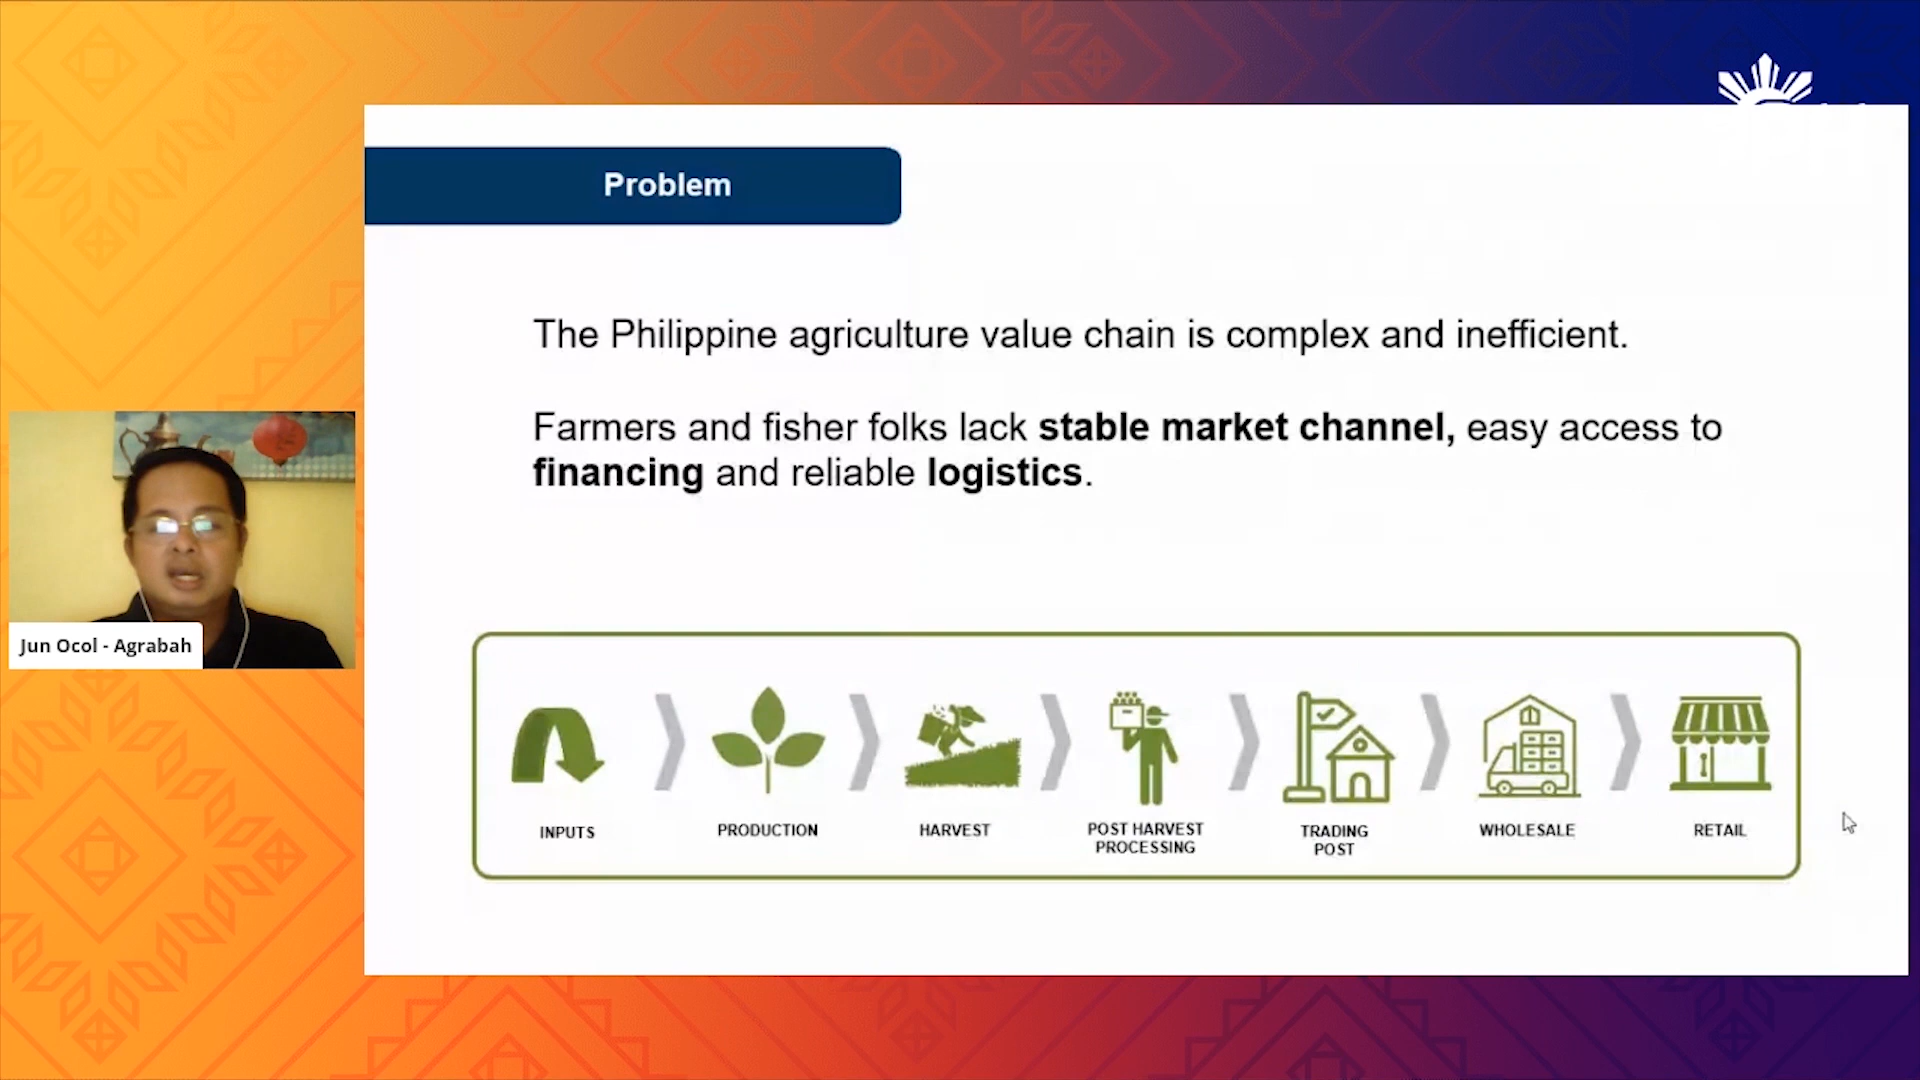 Problem
The Philippine agriculture value chain is complex and inefficient.
Farmers and fisher folks lack stable market channel, easy access to
financing and reliable logistics.
Jun Ocol - Agrabah
INPUTS
PRODUCTION
HARVEST
POST HARVEST
PROCESSING
TRADING
POST
WHOLESALE
RETAIL